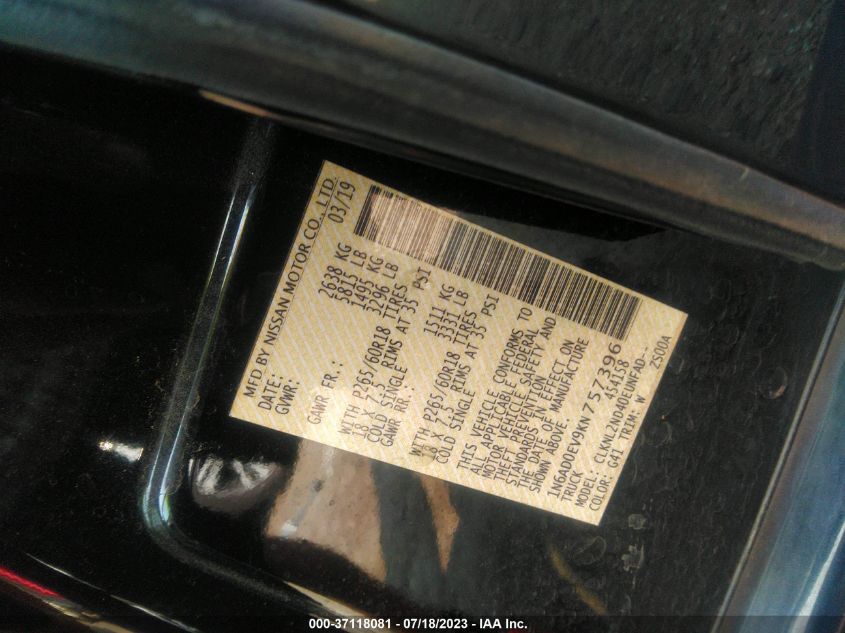 MFD BY NISSAN MOTOR CO., LTD.
DATE: 03/19
GVWR: 2638 KG
5815 LB
GAWR FR.: 1495 KG
3296 LB
WITH P265/60R18 TIRES
18 X 7.5 RIMS AT 35 PSI
COLD SINGLE
GAWR RR.: 1511 KG
3331 LB
WITH P265/60R18 TIRES
18 X 7.5 RIMS AT 35 PSI
COLD SINGLE
THIS VEHICLE CONFORMS TO
ALL APPLICABLE FEDERAL
MOTOR VEHICLE SAFETY AND
THEFT PREVENTION
STANDARDS IN EFFECT ON
THE DATE OF MANUFACTURE
SHOWN ABOVE
1N6AD0EV9KN757396
TRUCK 454158
MODEL:
COLOR: G41 TRIM: W 2S00A
000-37118081 - 07/18/2023 - IAA Inc.